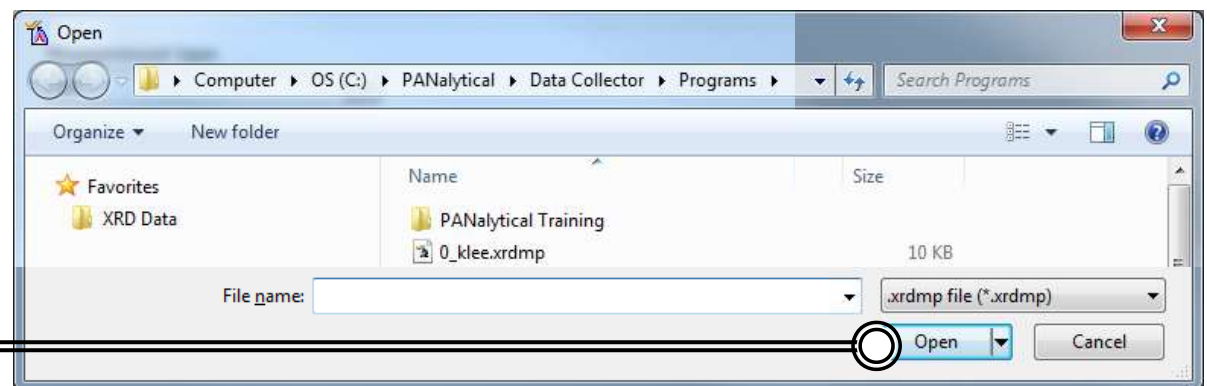 Open
Computer ▸ OS (C:) ▸ PANalytical ▸ Data Collector ▸ Programs ▸ Search Programs
Organize ▾ New folder
Name Size
Favorites
XRD Data
PANalytical Training
0_klee.xrdmp 10 KB
File name: .xrdmp file (*.xrdmp)
Open Cancel